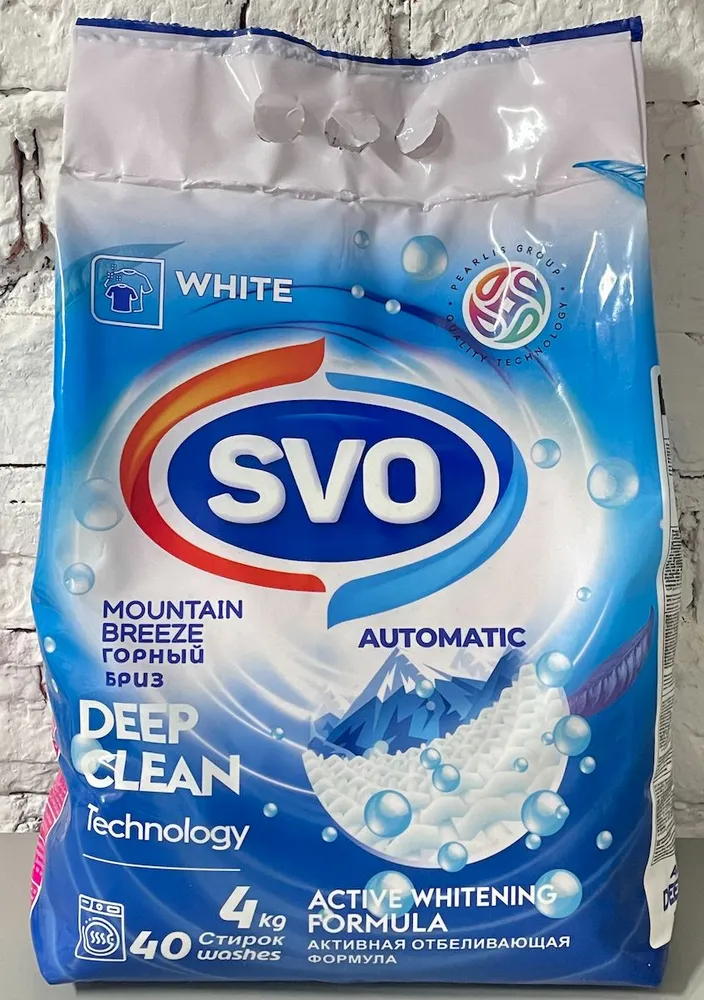 WHITE
PEARLIS GROUP
QUALITY TECHNOLOGY
SVO
MOUNTAIN
BREEZE
ГОРНЫЙ
БРИЗ
AUTOMATIC
DEEP
CLEAN
Technology
4 kg
40 Стирок
washes
ACTIVE WHITENING
FORMULA
АКТИВНАЯ ОТБЕЛИВАЮЩАЯ
ФОРМУЛА